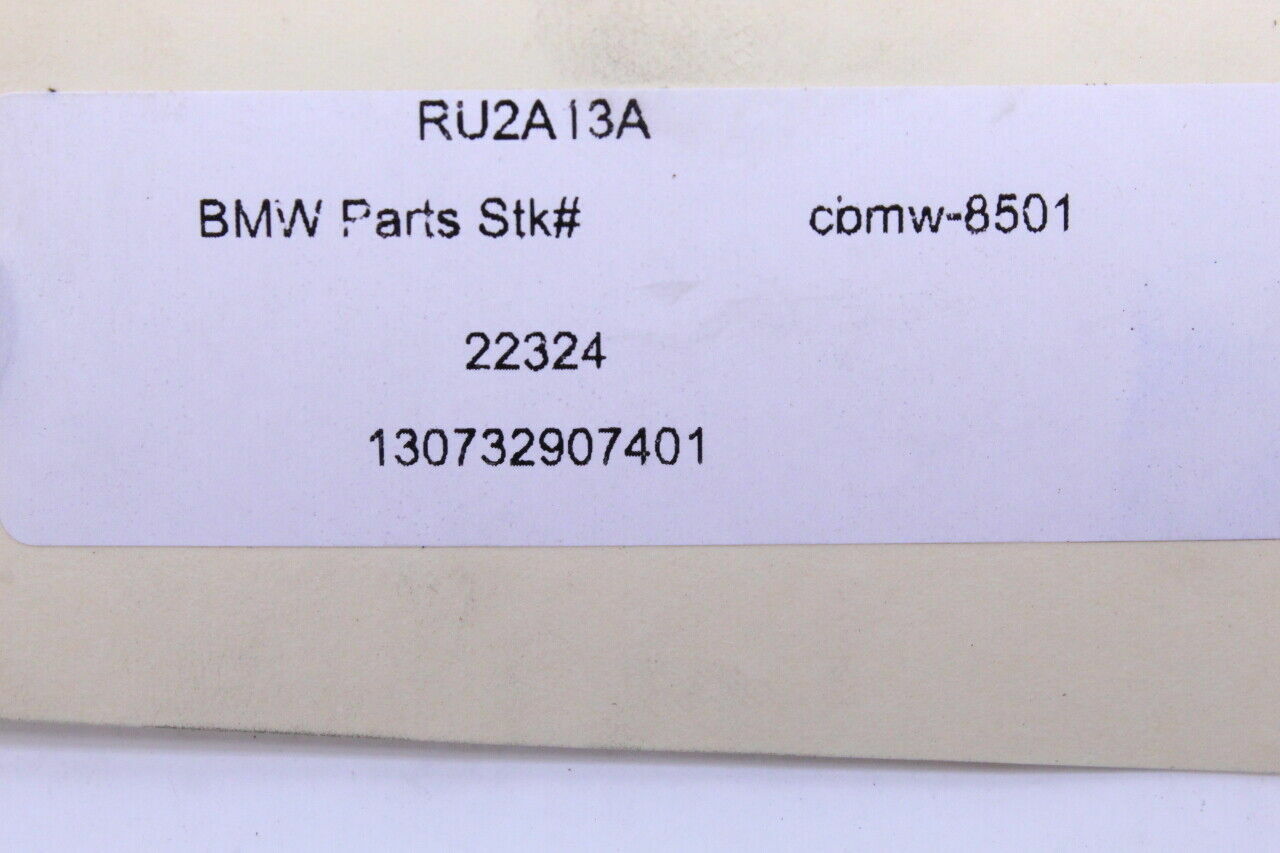 RU2A13A
BMW Parts Stk# cbmw-8501
22324
130732907401